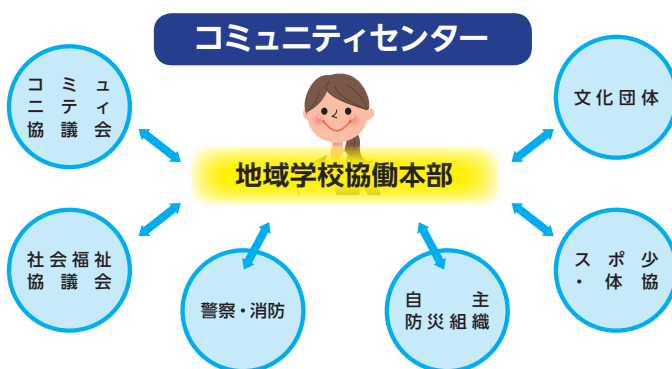 コミュニティセンター
コミュ
ニティ
協議会
文化団体
地域学校協働本部
社会福祉
協議会
警察・消防
自主
防災組織
スポ少
・体協